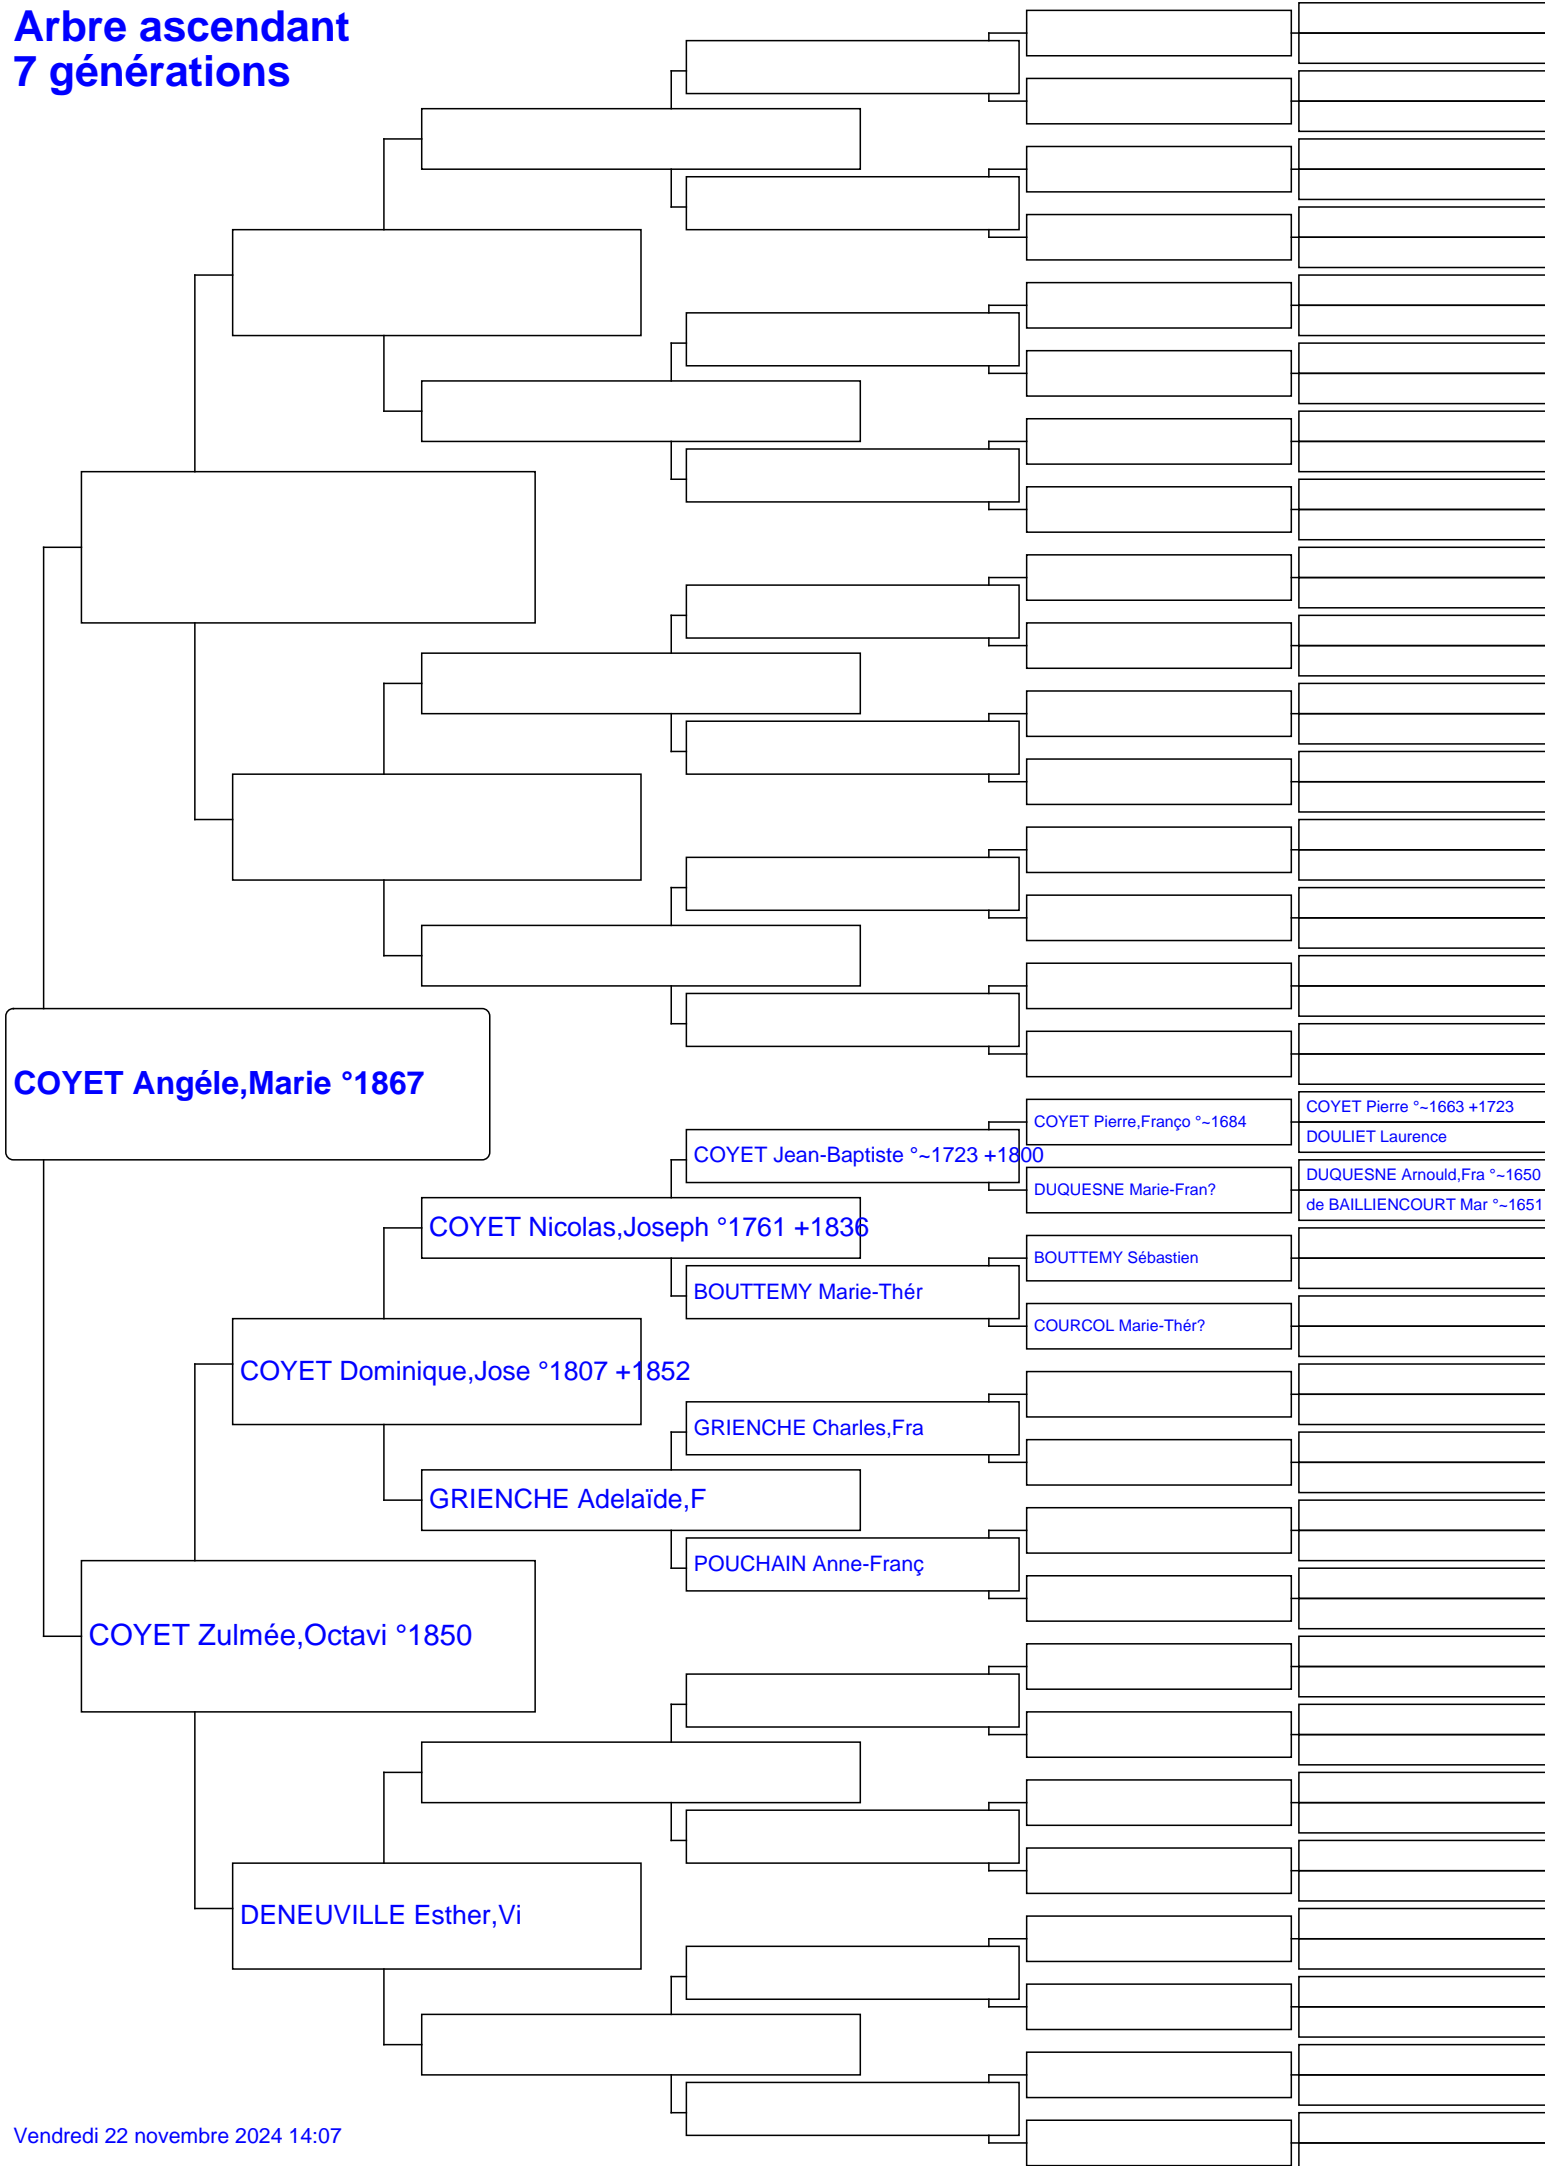 Arbre ascendant
7 générations
COYET Angéle,Marie °1867
COYET Pierre,Franço °~1684
COYET Pierre °~1663 +1723
DOULIET Laurence
COYET Jean-Baptiste °~1723 +1800
DUQUESNE Marie-Fran?
DUQUESNE Arnould,Fra °~1650
de BAILLIENCOURT Mar °~1651
COYET Nicolas,Joseph °1761 +1836
BOUTTEMY Sébastien
BOUTTEMY Marie-Thér
COURCOL Marie-Thér?
COYET Dominique,Jose °1807 +1852
GRIENCHE Charles,Fra
GRIENCHE Adelaïde,F
POUCHAIN Anne-Franç
COYET Zulmée,Octavi °1850
DENEUVILLE Esther,Vi
Vendredi 22 novembre 2024 14:07